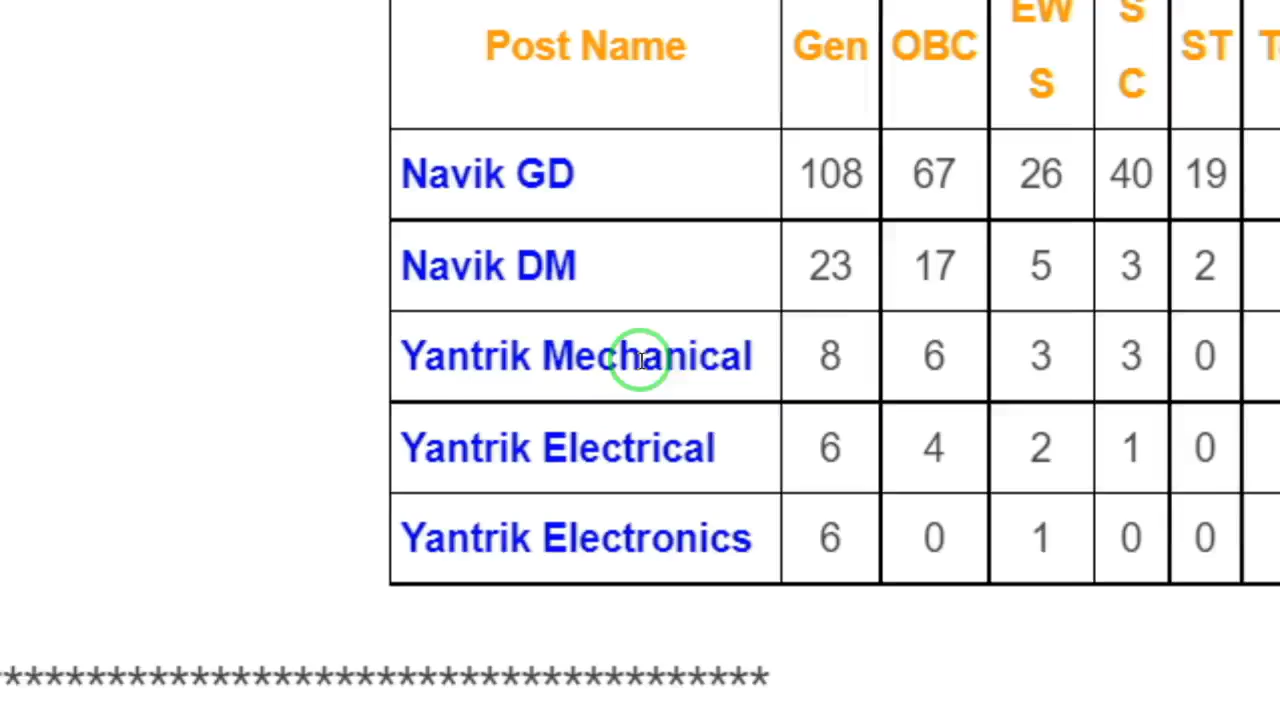 Post Name Gen OBC EW S ST
S C
Navik GD 108 67 26 40 19
Navik DM 23 17 5 3 2
Yantrik Mechanical 8 6 3 3 0
Yantrik Electrical 6 4 2 1 0
Yantrik Electronics 6 0 1 0 0
*************************************